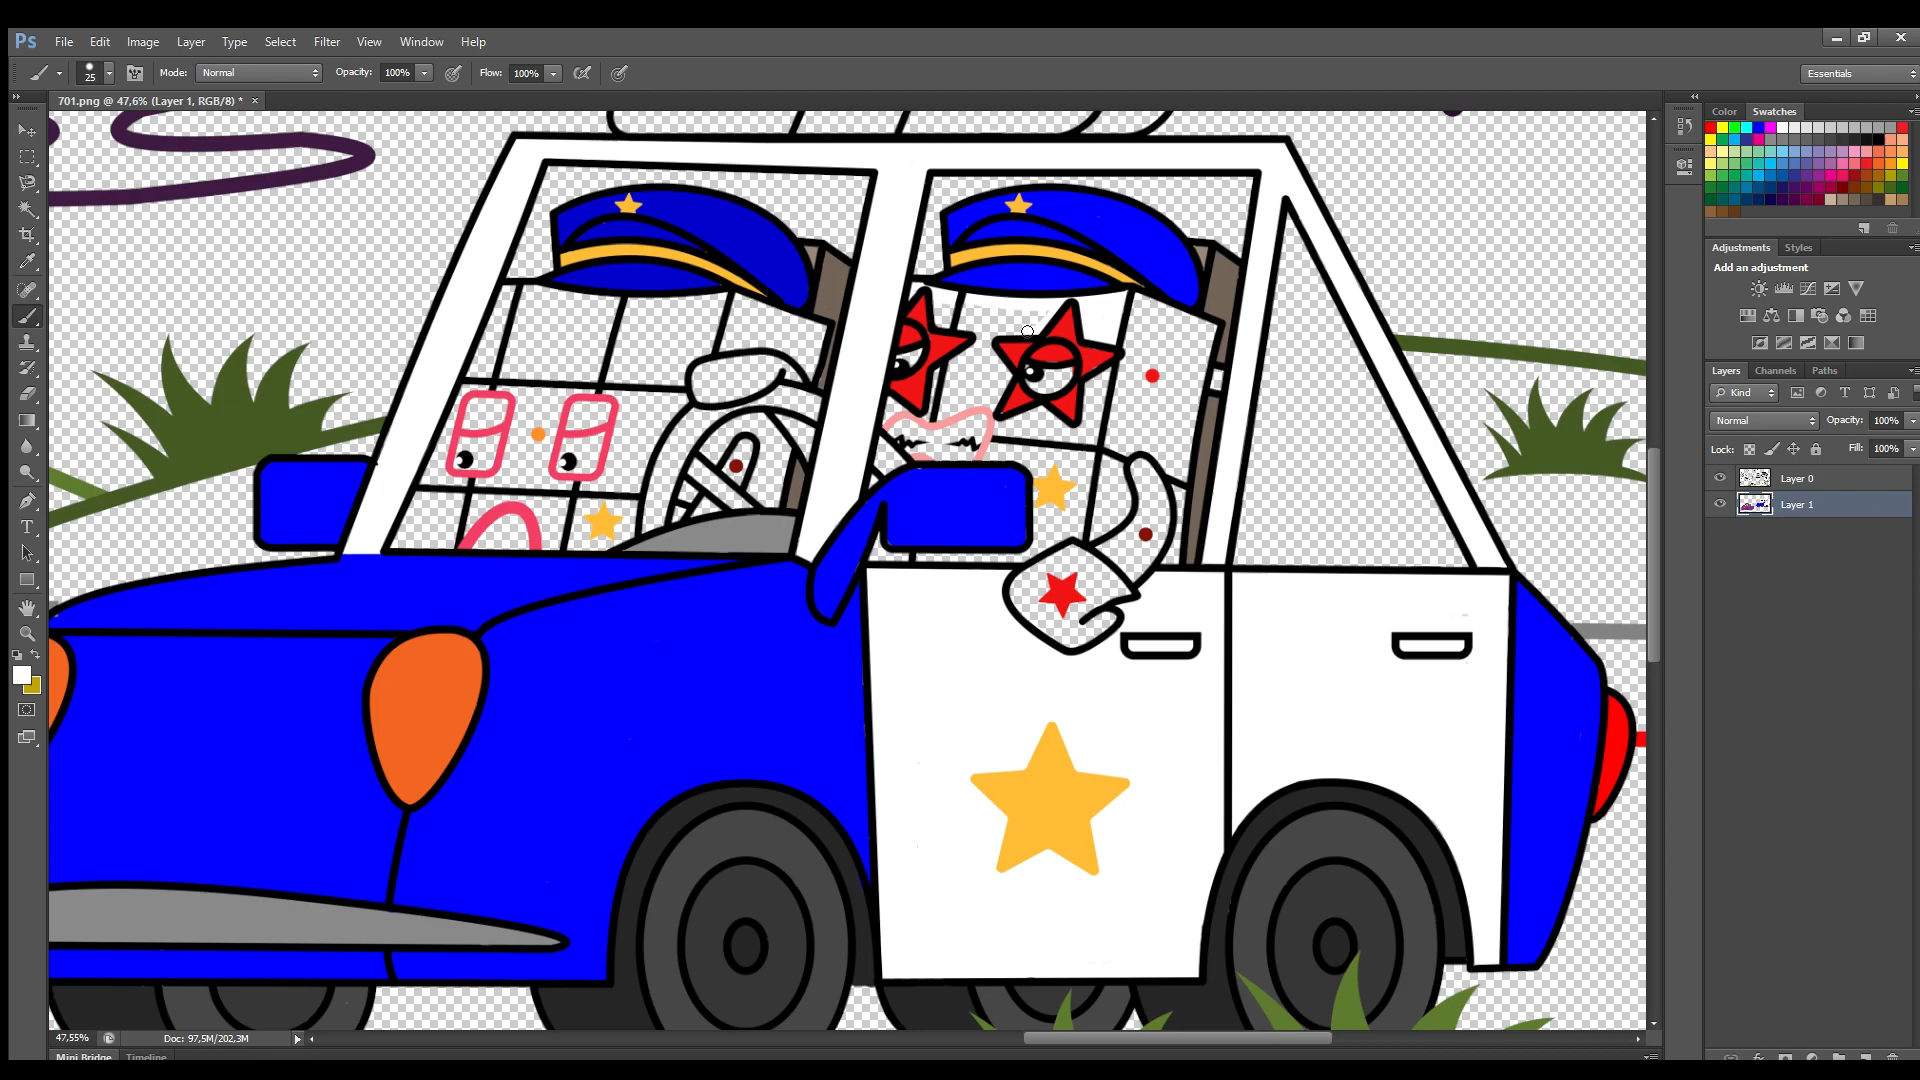 Ps File Edit Image Layer Type Select Filter View Window Help
25 Mode: Normal Opacity: 100% Flow: 100% Essentials
701.png @ 47,6% (Layer 1, RGB/8) * ×
Color Swatches
Adjustments Styles
Add an adjustment
Layers Channels Paths
Kind
Normal Opacity: 100%
Lock: Fill: 100%
Layer 0
Layer 1
47,55% Doc: 97,5M/202,3M
Mini Bridge Timeline